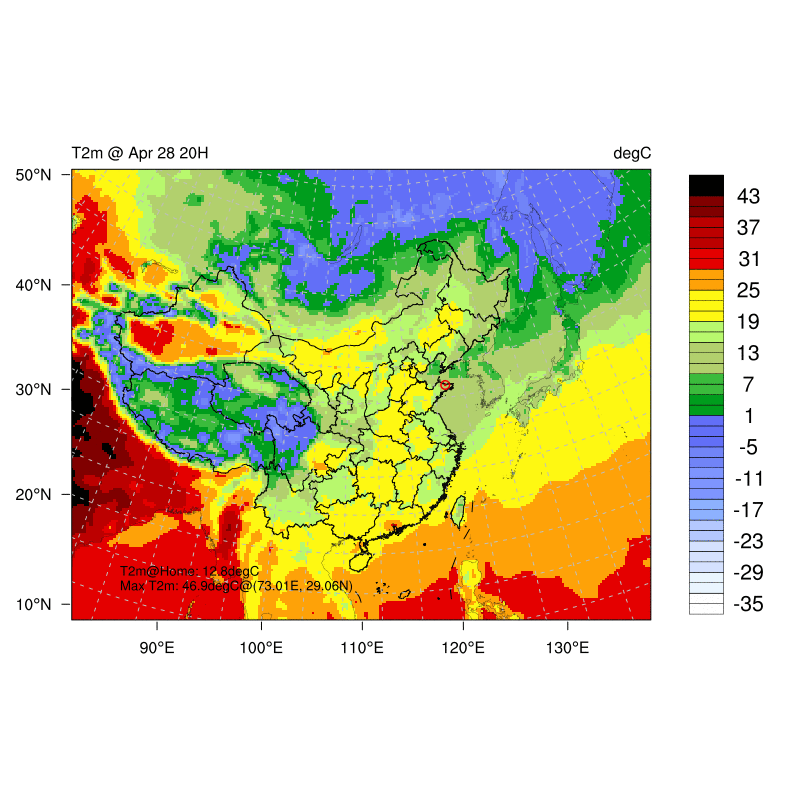 T2m @ Apr 28 20H degC
50°N
40°N
30°N
20°N
10°N
90°E 100°E 110°E 120°E 130°E
T2m@Home: 12.8degC
Max T2m: 46.9degC@(73.01E, 29.06N)
43
37
31
25
19
13
7
1
-5
-11
-17
-23
-29
-35